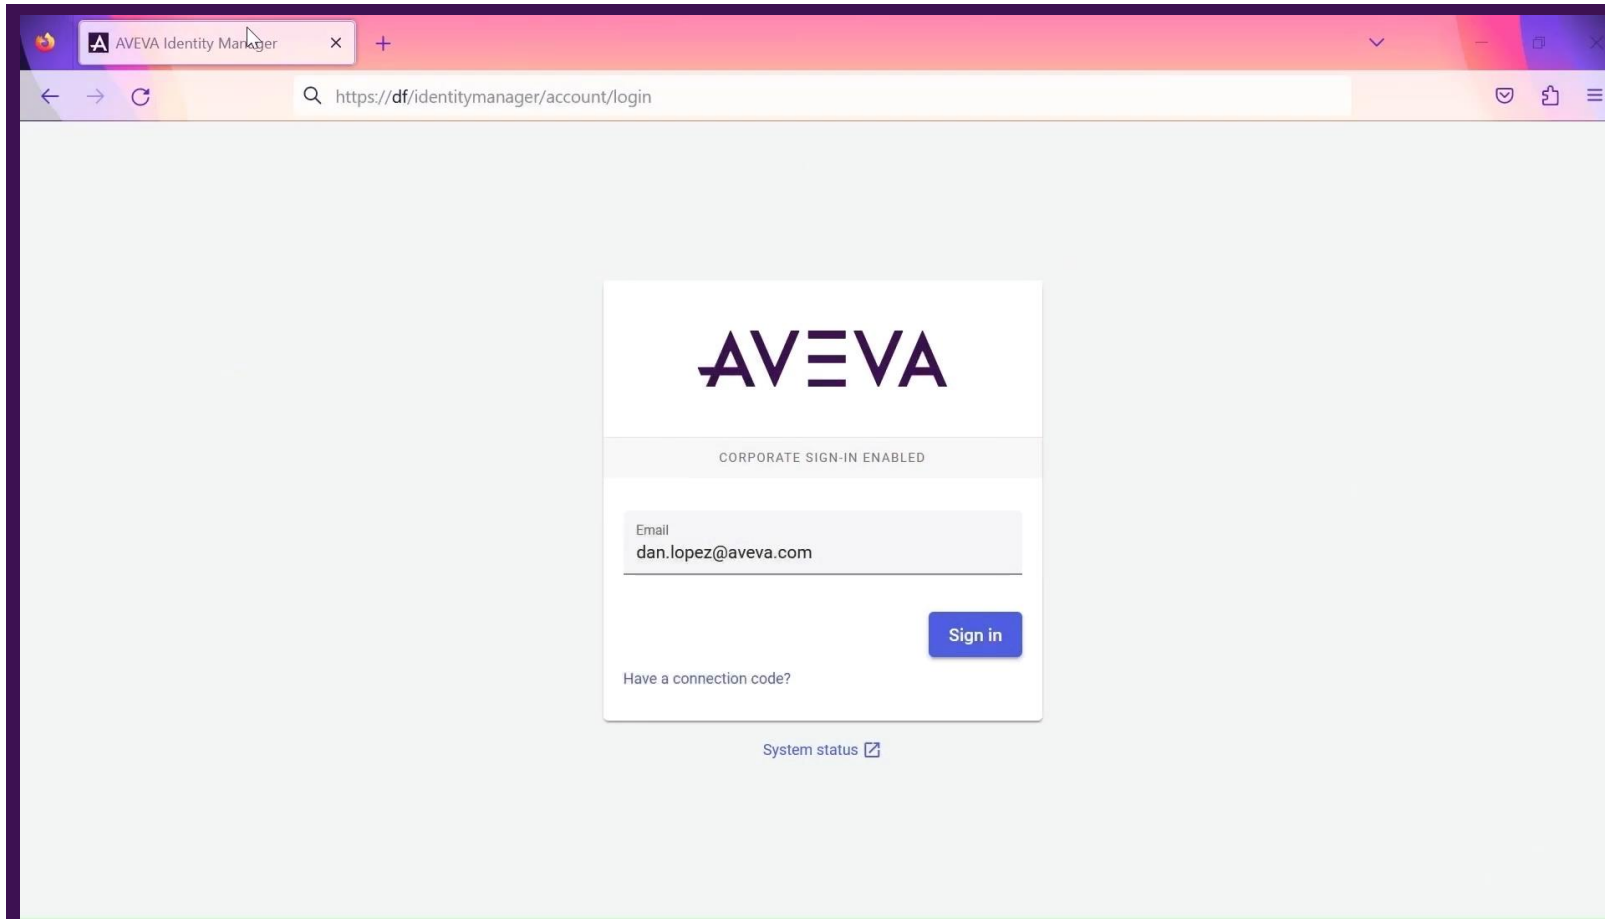 AVEVA Identity Manager
https://df/identitymanager/account/login
AVEVA
CORPORATE SIGN-IN ENABLED
Email
dan.lopez@aveva.com
Sign in
Have a connection code?
System status